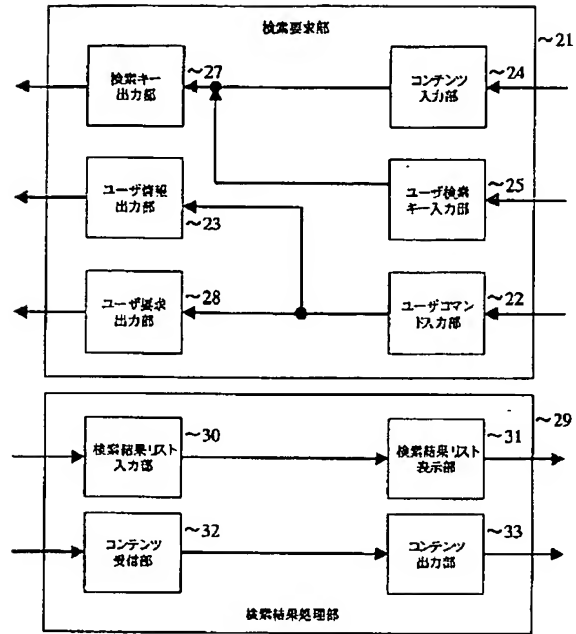 検索要求部
~21
検索キー
出力部
~27
コンテンツ
入力部
~24
ユーザ情報
出力部
~23
ユーザ検索
キー入力部
~25
ユーザ要求
出力部
~28
ユーザコマン
ド入力部
~22
~29
検索結果リスト
入力部
~30
検索結果リスト
表示部
~31
コンテンツ
受信部
~32
コンテンツ
出力部
~33
検索結果処理部